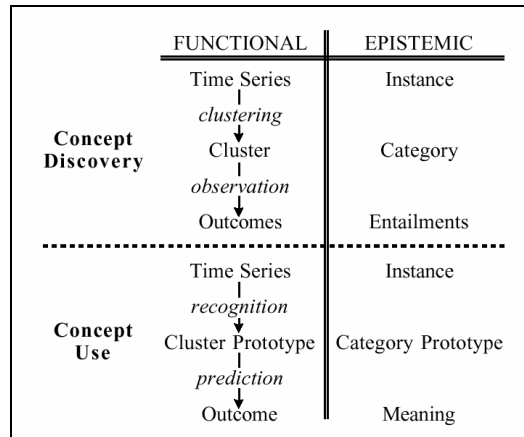 FUNCTIONAL EPISTEMIC
Time Series Instance
clustering
Concept
Discovery
Cluster Category
observation
Outcomes Entailments
Time Series Instance
recognition
Concept
Use
Cluster Prototype Category Prototype
prediction
Outcome Meaning